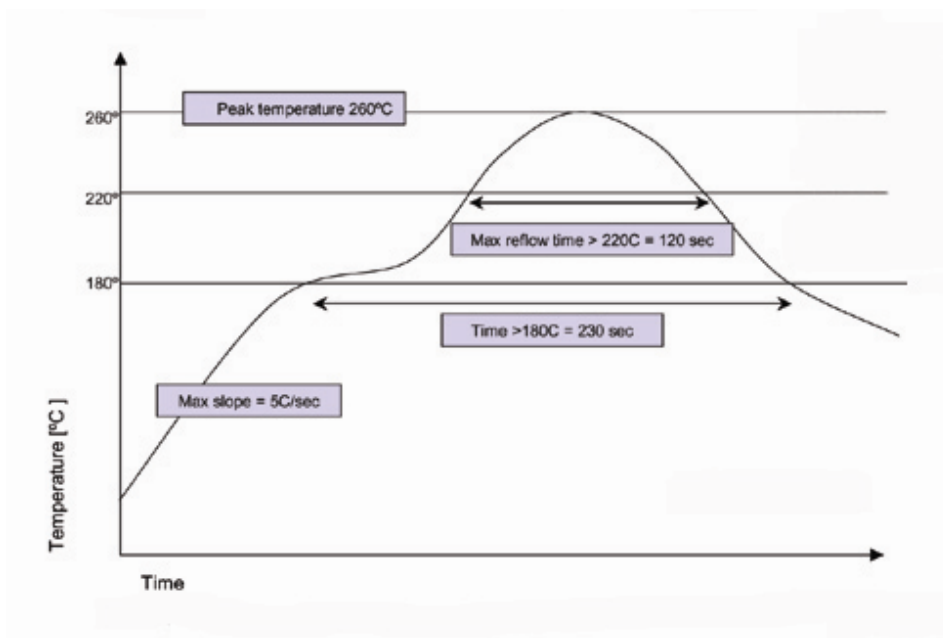 Peak temperature 260ºC
260º
220º
Max reflow time > 220C = 120 sec
180º
Time >180C = 230 sec
Max slope = 5C/sec
Temperature [ºC ]
Time